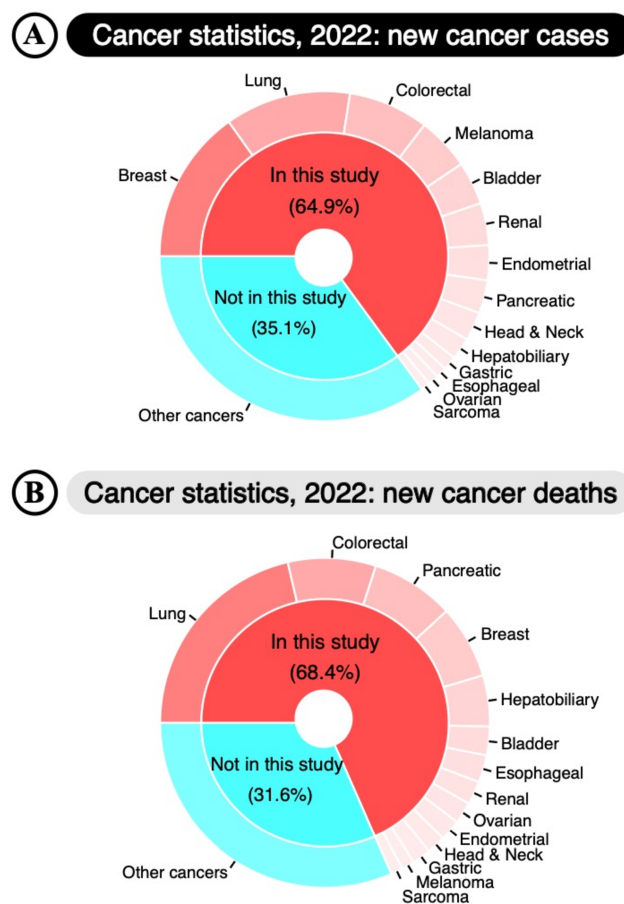 A Cancer statistics, 2022: new cancer cases
Lung
Colorectal
Melanoma
Breast
In this study
(64.9%)
Bladder
Renal
Endometrial
Not in this study
(35.1%)
Pancreatic
Head & Neck
Hepatobiliary
Gastric
Esophageal
Ovarian
Sarcoma
Other cancers
B Cancer statistics, 2022: new cancer deaths
Colorectal
Pancreatic
Lung
Breast
In this study
(68.4%)
Hepatobiliary
Bladder
Not in this study
(31.6%)
Esophageal
Renal
Ovarian
Endometrial
Head & Neck
Gastric
Melanoma
Sarcoma
Other cancers